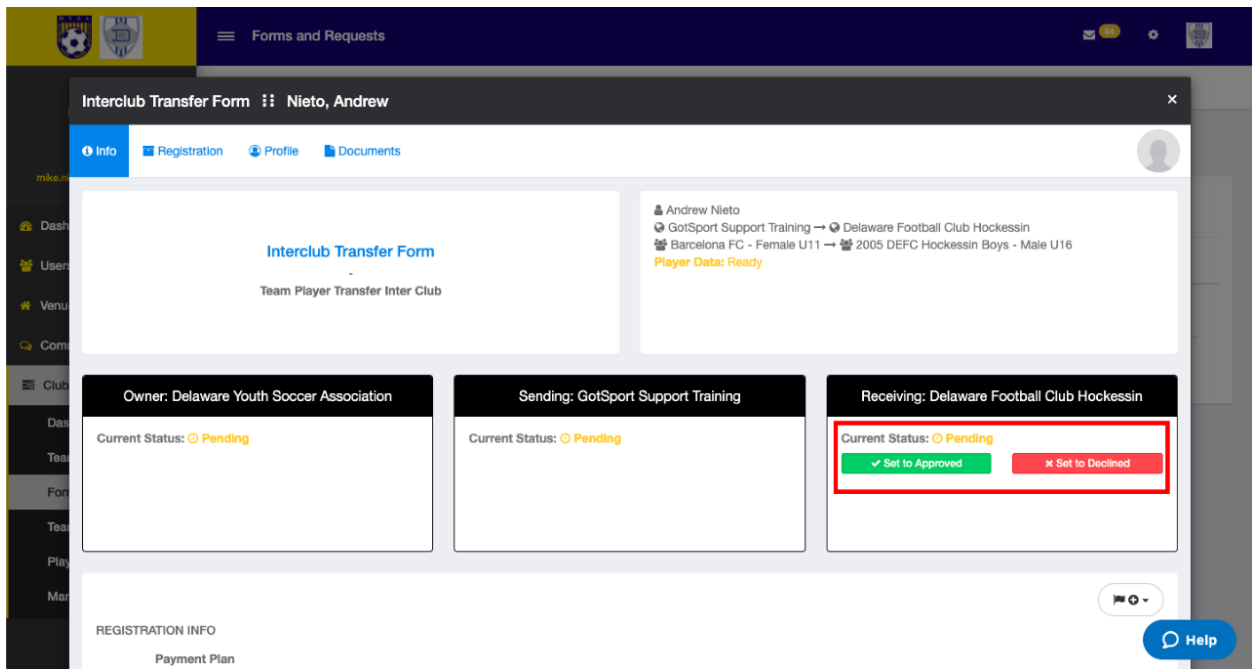 Forms and Requests
Interclub Transfer Form Nieto, Andrew
Info Registration Profile Documents
mike.ni
Andrew Nieto
GotSport Support Training → Delaware Football Club Hockessin
Barcelona FC - Female U11 → 2005 DEFC Hockessin Boys - Male U16
Player Data: Ready
Interclub Transfer Form
-
Team Player Transfer Inter Club
Dash
Users
Venu
Comm
Club
Das
Tear
For
Tear
Play
Mar
Owner: Delaware Youth Soccer Association
Current Status: Pending
Sending: GotSport Support Training
Current Status: Pending
Receiving: Delaware Football Club Hockessin
Current Status: Pending
Set to Approved Set to Declined
REGISTRATION INFO
Payment Plan
Help